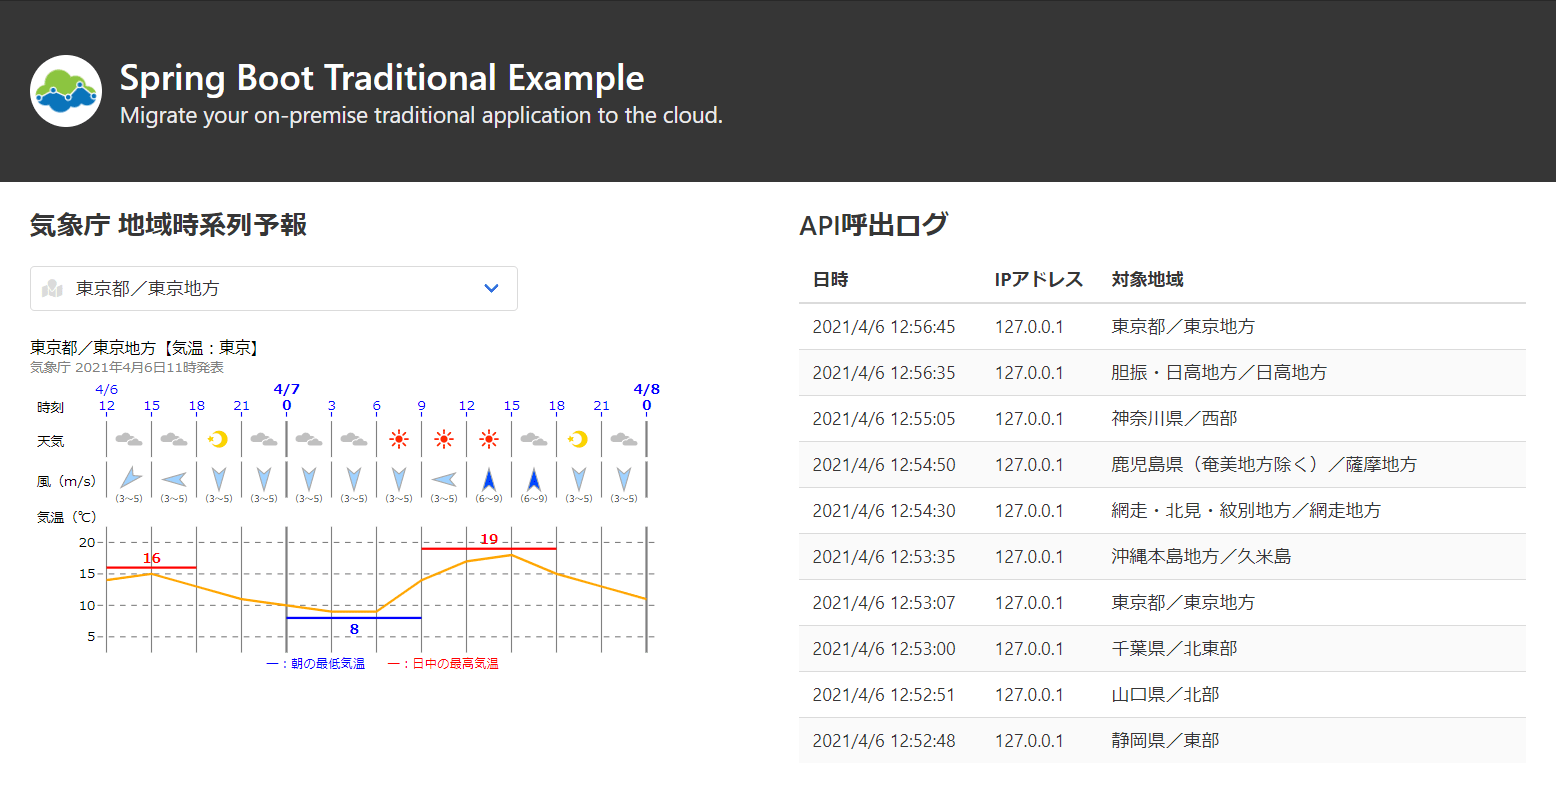 Spring Boot Traditional Example
Migrate your on-premise traditional application to the cloud.
気象庁 地域時系列予報
東京都／東京地方
東京都／東京地方【気温：東京】
気象庁 2021年4月6日11時発表
4/6 4/7 4/8
時刻 12 15 18 21 0 3 6 9 12 15 18 21 0
天気
風（m/s） (3〜5) (3〜5) (3〜5) (3〜5) (3〜5) (3〜5) (3〜5) (3〜5) (6〜9) (6〜9) (3〜5) (3〜5)
気温（℃）
20
19
16
15
10
8
5
ー：朝の最低気温 ー：日中の最高気温
API呼出ログ
日時 IPアドレス 対象地域
2021/4/6 12:56:45 127.0.0.1 東京都／東京地方
2021/4/6 12:56:35 127.0.0.1 胆振・日高地方／日高地方
2021/4/6 12:55:05 127.0.0.1 神奈川県／西部
2021/4/6 12:54:50 127.0.0.1 鹿児島県（奄美地方除く）／薩摩地方
2021/4/6 12:54:30 127.0.0.1 網走・北見・紋別地方／網走地方
2021/4/6 12:53:35 127.0.0.1 沖縄本島地方／久米島
2021/4/6 12:53:07 127.0.0.1 東京都／東京地方
2021/4/6 12:53:00 127.0.0.1 千葉県／北東部
2021/4/6 12:52:51 127.0.0.1 山口県／北部
2021/4/6 12:52:48 127.0.0.1 静岡県／東部